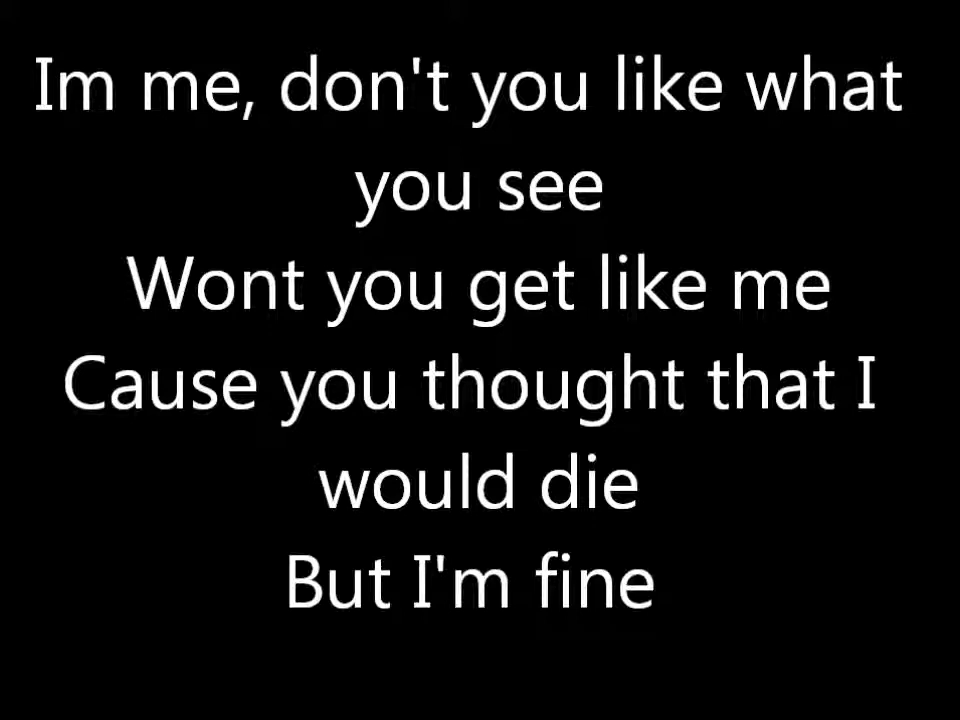 Im me, don't you like what
you see
Wont you get like me
Cause you thought that I
would die
But I'm fine